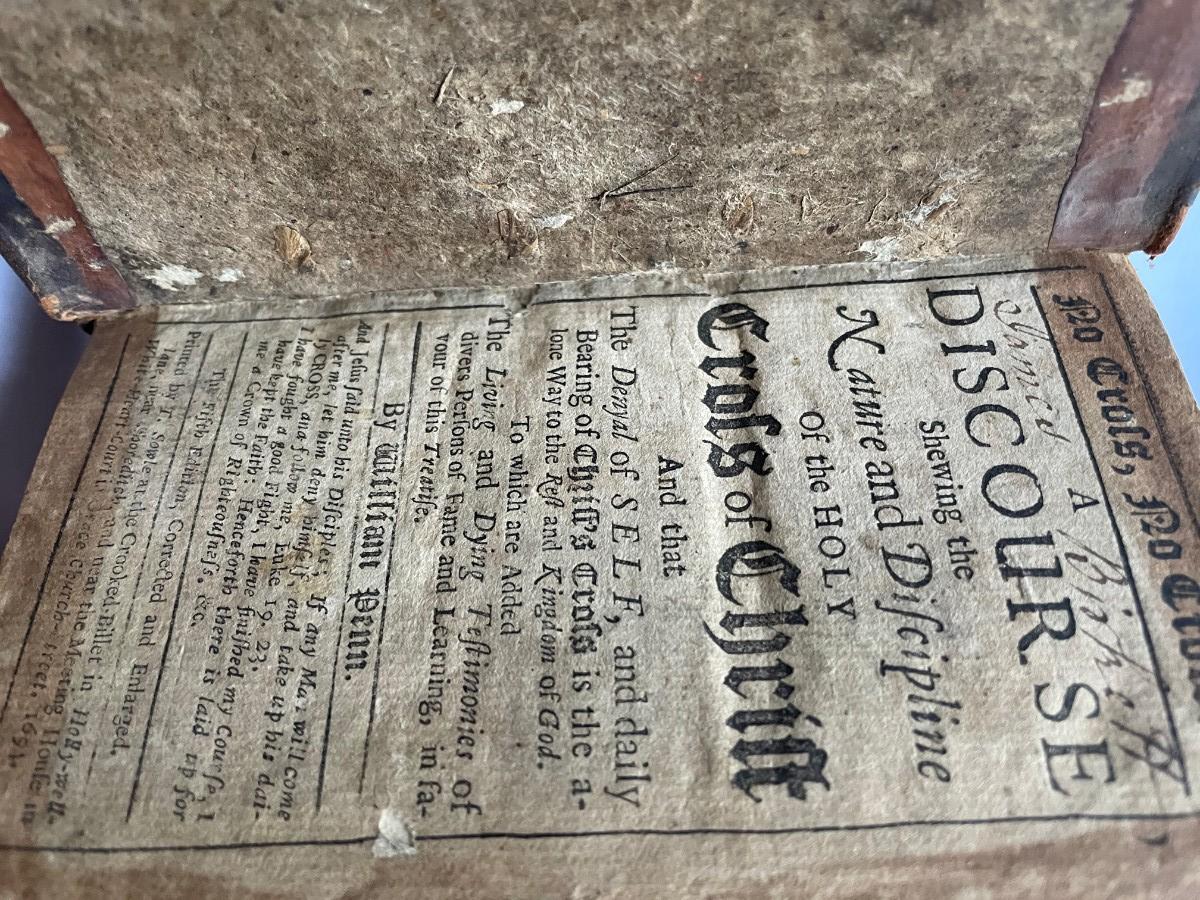 No Croſs, No Crown
A
DISCOURSE
Shewing the
Nature and Diſcipline
of the HOLY
Croſs of Chriſt
And that
The Denyal of SELF, and daily
Bearing of Chriſt's Croſs is the a-
lone Way to the Reſt and Kingdom of God.
To which are Added
The Living and Dying Teſtimonies of
divers Perſons of Fame and Learning, in fa-
vour of this Treatiſe.
By William Penn.
And Jeſus ſaid unto his Diſciples; If any Man will come
after me, let him deny himſelf, and take up his dai-
ly CROSS, and follow me, Luke 19. 23.
I have fought a good Fight, I have finiſhed my Courſe, I
have kept the Faith: Henceforth there is laid up for
me a Crown of Righteouſneſs, &c.
The Fifth Edition, Corrected and Enlarged.
Printed by T. Sowle at the Crooked-Billet in Holly-well-
Lane near Shoreditch, and near the Meeting Houſe in
White-Hart-Court in Grace Church-ſtreet, 1694.
James